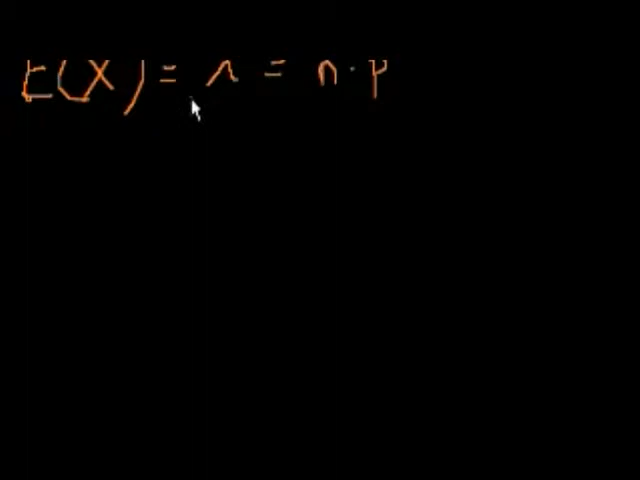 E(X) = λ = n · p